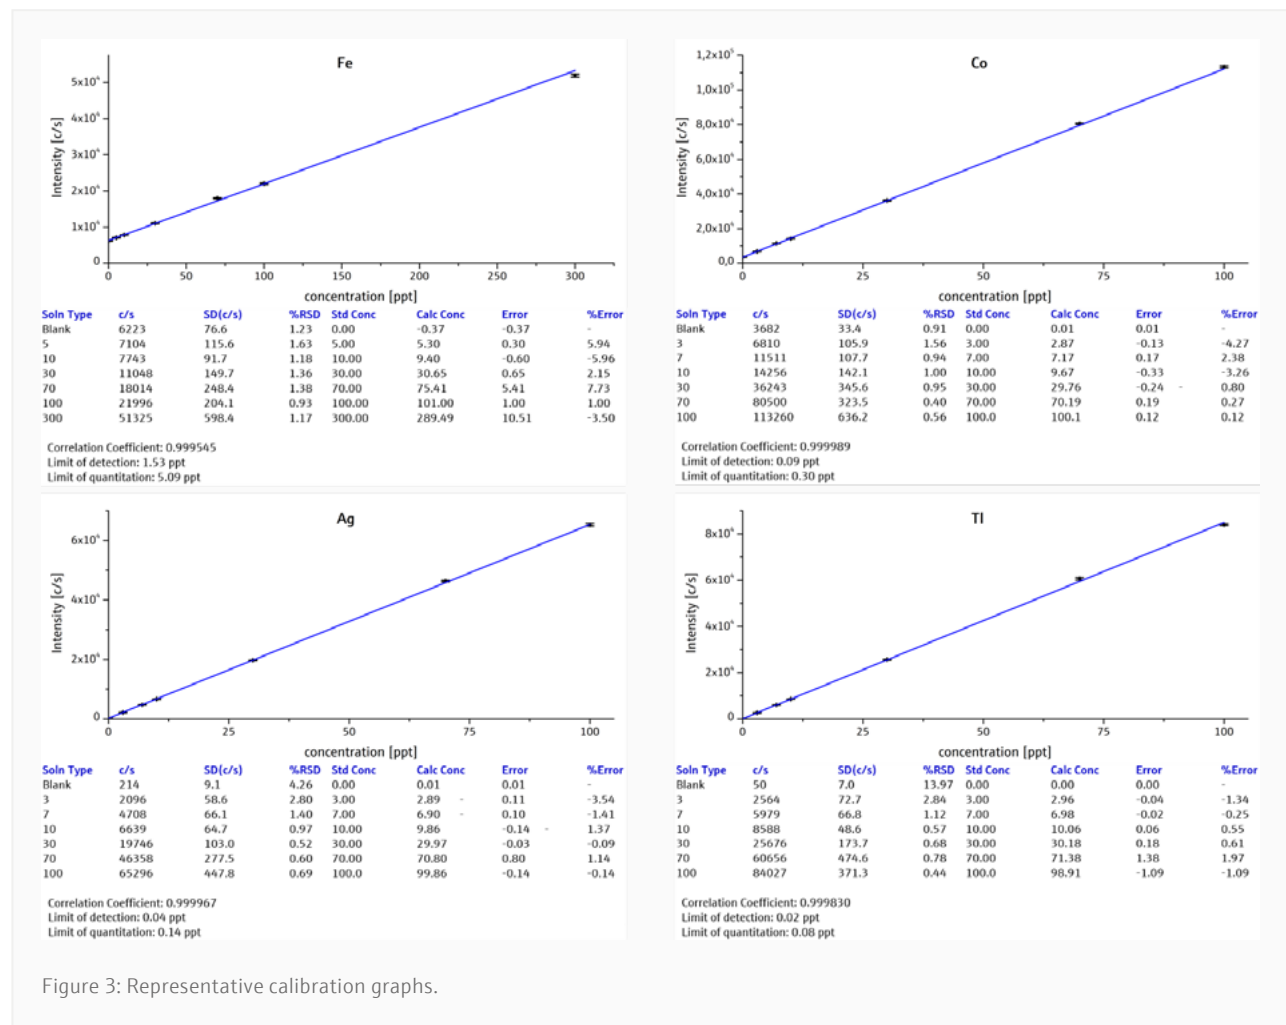 Fe
5x10⁴
4x10⁴
3x10⁴
2x10⁴
1x10⁴
0
Intensity [c/s]
0 50 100 150 200 250 300
concentration [ppt]
Soln Type c/s SD(c/s) %RSD Std Conc Calc Conc Error %Error
Blank 6223 76.6 1.23 0.00 -0.37 -0.37 -
5 7104 115.6 1.63 5.00 5.30 0.30 5.94
10 7743 91.7 1.18 10.00 9.40 -0.60 -5.96
30 11048 149.7 1.36 30.00 30.65 0.65 2.15
70 18014 248.4 1.38 70.00 75.41 5.41 7.73
100 21996 204.1 0.93 100.00 101.00 1.00 1.00
300 51325 598.4 1.17 300.00 289.49 10.51 -3.50
Correlation Coefficient: 0.999545
Limit of detection: 1.53 ppt
Limit of quantitation: 5.09 ppt
Co
1,2x10⁵
1,0x10⁵
8,0x10⁴
6,0x10⁴
4,0x10⁴
2,0x10⁴
0,0
Intensity [c/s]
0 25 50 75 100
concentration [ppt]
Soln Type c/s SD(c/s) %RSD Std Conc Calc Conc Error %Error
Blank 3682 33.4 0.91 0.00 0.01 0.01 -
3 6810 105.9 1.56 3.00 2.87 -0.13 -4.27
7 11511 107.7 0.94 7.00 7.17 0.17 2.38
10 14256 142.1 1.00 10.00 9.67 -0.33 -3.26
30 36243 345.6 0.95 30.00 29.76 -0.24 - 0.80
70 80500 323.5 0.40 70.00 70.19 0.19 0.27
100 113260 636.2 0.56 100.0 100.1 0.12 0.12
Correlation Coefficient: 0.999989
Limit of detection: 0.09 ppt
Limit of quantitation: 0.30 ppt
Ag
6x10⁴
4x10⁴
2x10⁴
0
Intensity [c/s]
0 25 50 75 100
concentration [ppt]
Soln Type c/s SD(c/s) %RSD Std Conc Calc Conc Error %Error
Blank 214 9.1 4.26 0.00 0.01 0.01 -
3 2096 58.6 2.80 3.00 2.89 - 0.11 -3.54
7 4708 66.1 1.40 7.00 6.90 - 0.10 -1.41
10 6639 64.7 0.97 10.00 9.86 -0.14 - 1.37
30 19746 103.0 0.52 30.00 29.97 -0.03 -0.09
70 46358 277.5 0.60 70.00 70.80 0.80 1.14
100 65296 447.8 0.69 100.0 99.86 -0.14 -0.14
Correlation Coefficient: 0.999967
Limit of detection: 0.04 ppt
Limit of quantitation: 0.14 ppt
Tl
8x10⁴
6x10⁴
4x10⁴
2x10⁴
0
Intensity [c/s]
0 25 50 75 100
concentration [ppt]
Soln Type c/s SD(c/s) %RSD Std Conc Calc Conc Error %Error
Blank 50 7.0 13.97 0.00 0.00 0.00 -
3 2564 72.7 2.84 3.00 2.96 -0.04 -1.34
7 5979 66.8 1.12 7.00 6.98 -0.02 -0.25
10 8588 48.6 0.57 10.00 10.06 0.06 0.55
30 25676 173.7 0.68 30.00 30.18 0.18 0.61
70 60656 474.6 0.78 70.00 71.38 1.38 1.97
100 84027 371.3 0.44 100.0 98.91 -1.09 -1.09
Correlation Coefficient: 0.999830
Limit of detection: 0.02 ppt
Limit of quantitation: 0.08 ppt
Figure 3: Representative calibration graphs.